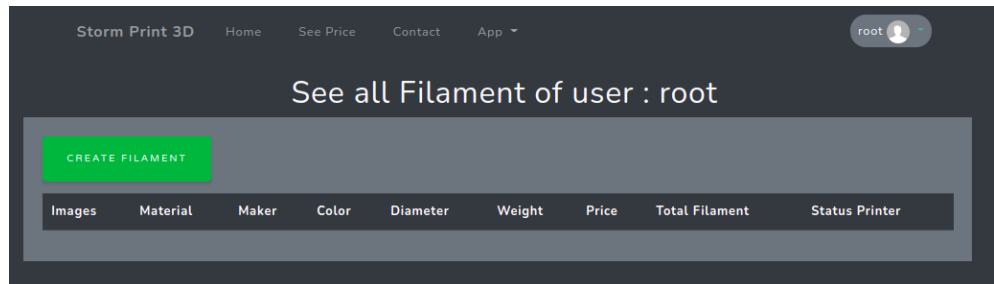 Storm Print 3D Home See Price Contact App root
See all Filament of user : root
CREATE FILAMENT
Images Material Maker Color Diameter Weight Price Total Filament Status Printer